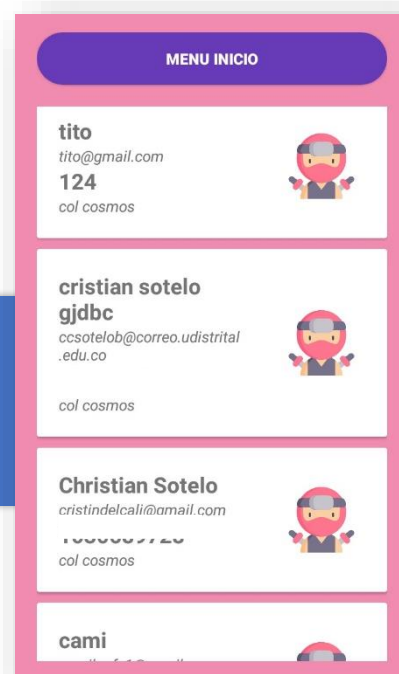 MENU INICIO
tito
tito@gmail.com
124
col cosmos
cristian sotelo
gjdbc
ccsotelob@correo.udistrital
.edu.co
col cosmos
Christian Sotelo
cristindelcali@gmail.com
col cosmos
cami